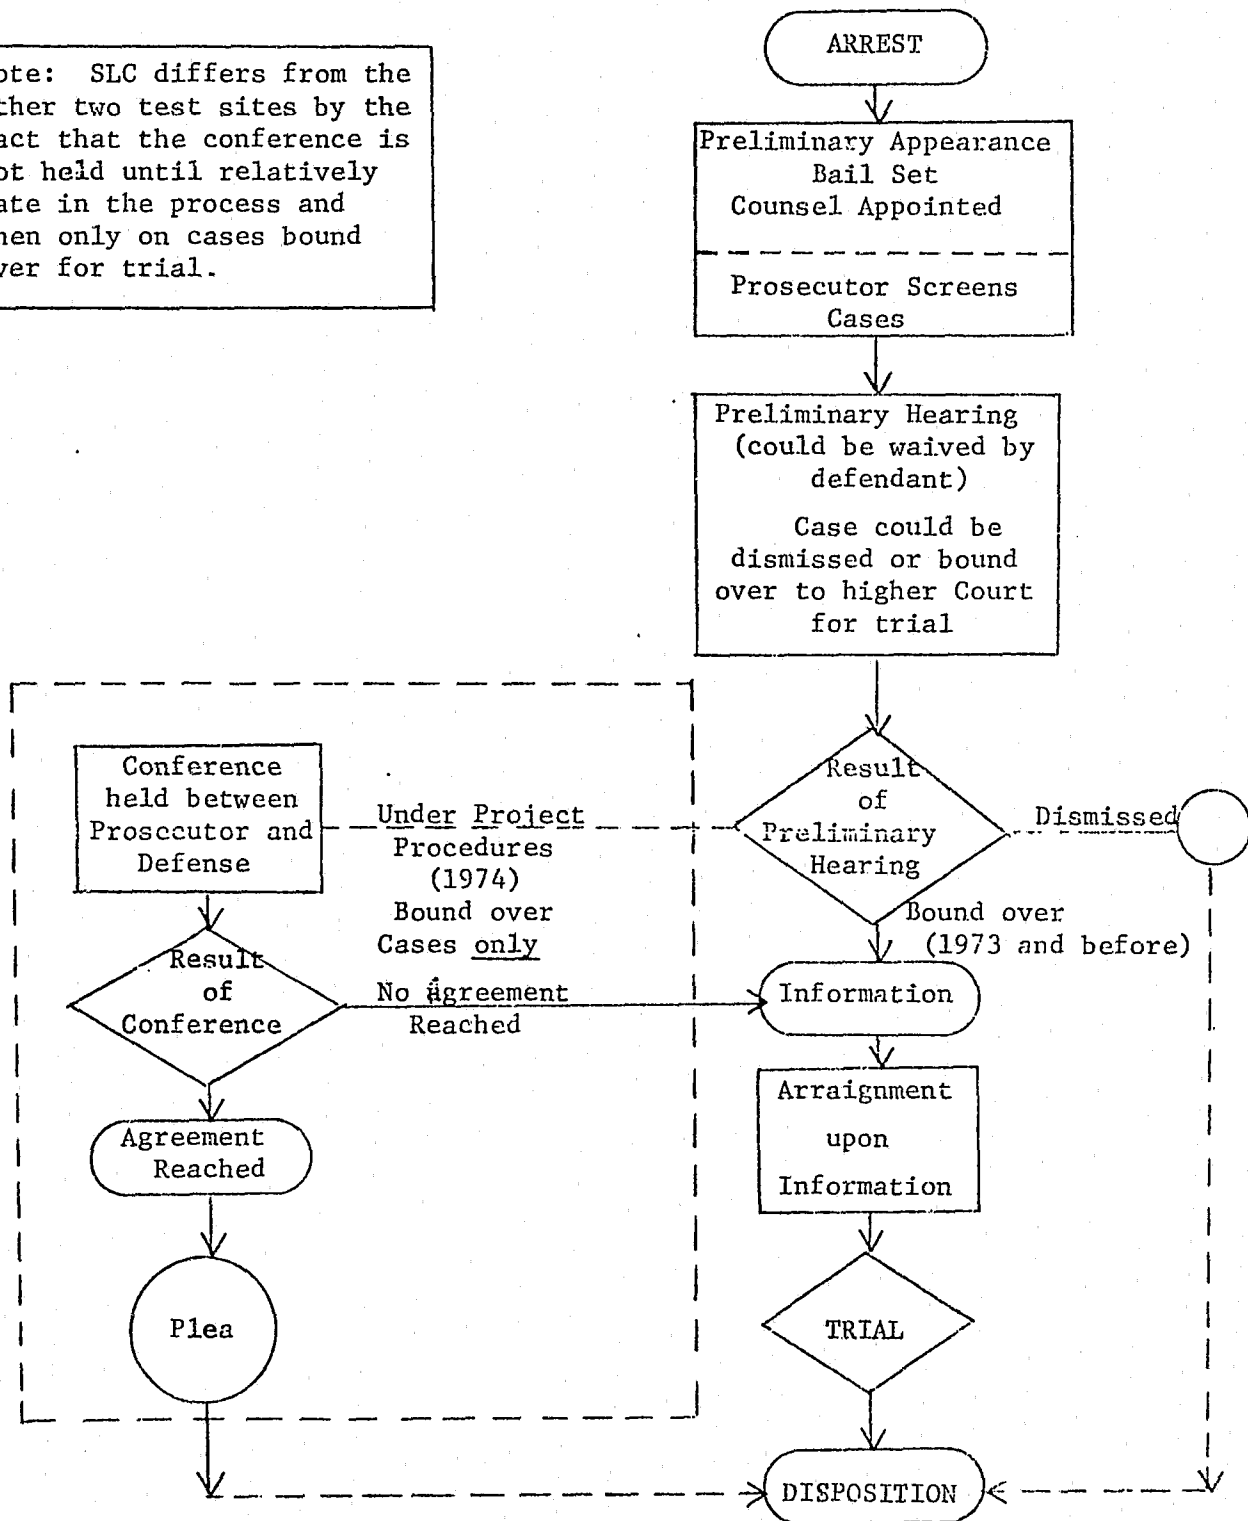 ARREST
ote: SLC differs from the
ther two test sites by the
act that the conference is
ot held until relatively
ate in the process and
hen only on cases bound
ver for trial.
Preliminary Appearance
Bail Set
Counsel Appointed
Prosecutor Screens
Cases
Preliminary Hearing
(could be waived by
defendant)
Case could be
dismissed or bound
over to higher Court
for trial
Result
of
Preliminary
Hearing
Dismissed
Bound over
(1973 and before)
Under Project
Procedures
(1974)
Bound over
Cases only
Conference
held between
Prosecutor and
Defense
Result
of
Conference
No Agreement
Reached
Agreement
Reached
Plea
Information
Arraignment
upon
Information
TRIAL
DISPOSITION